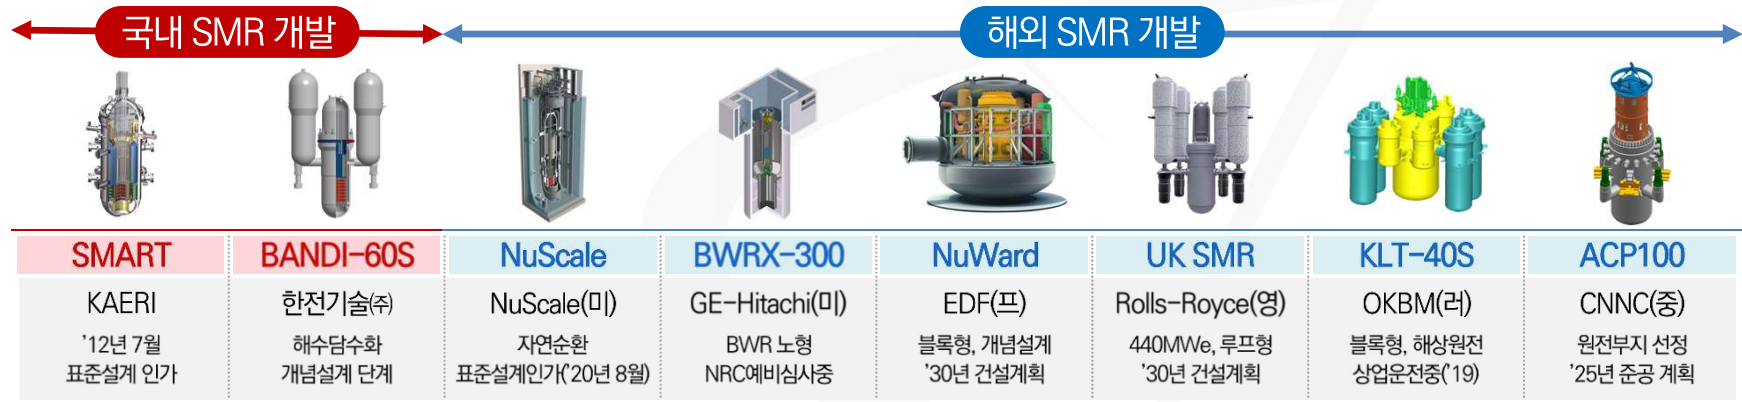 국내 SMR 개발
해외 SMR 개발
SMART
KAERI
’12년 7월
표준설계 인가
BANDI-60S
한전기술㈜
해수담수화
개념설계 단계
NuScale
NuScale(미)
자연순환
표준설계인가(’20년 8월)
BWRX-300
GE-Hitachi(미)
BWR 노형
NRC예비심사중
NuWard
EDF(프)
블록형, 개념설계
’30년 건설계획
UK SMR
Rolls-Royce(영)
440MWe, 루프형
’30년 건설계획
KLT-40S
OKBM(러)
블록형, 해상원전
상업운전중(’19)
ACP100
CNNC(중)
원전부지 선정
’25년 준공 계획